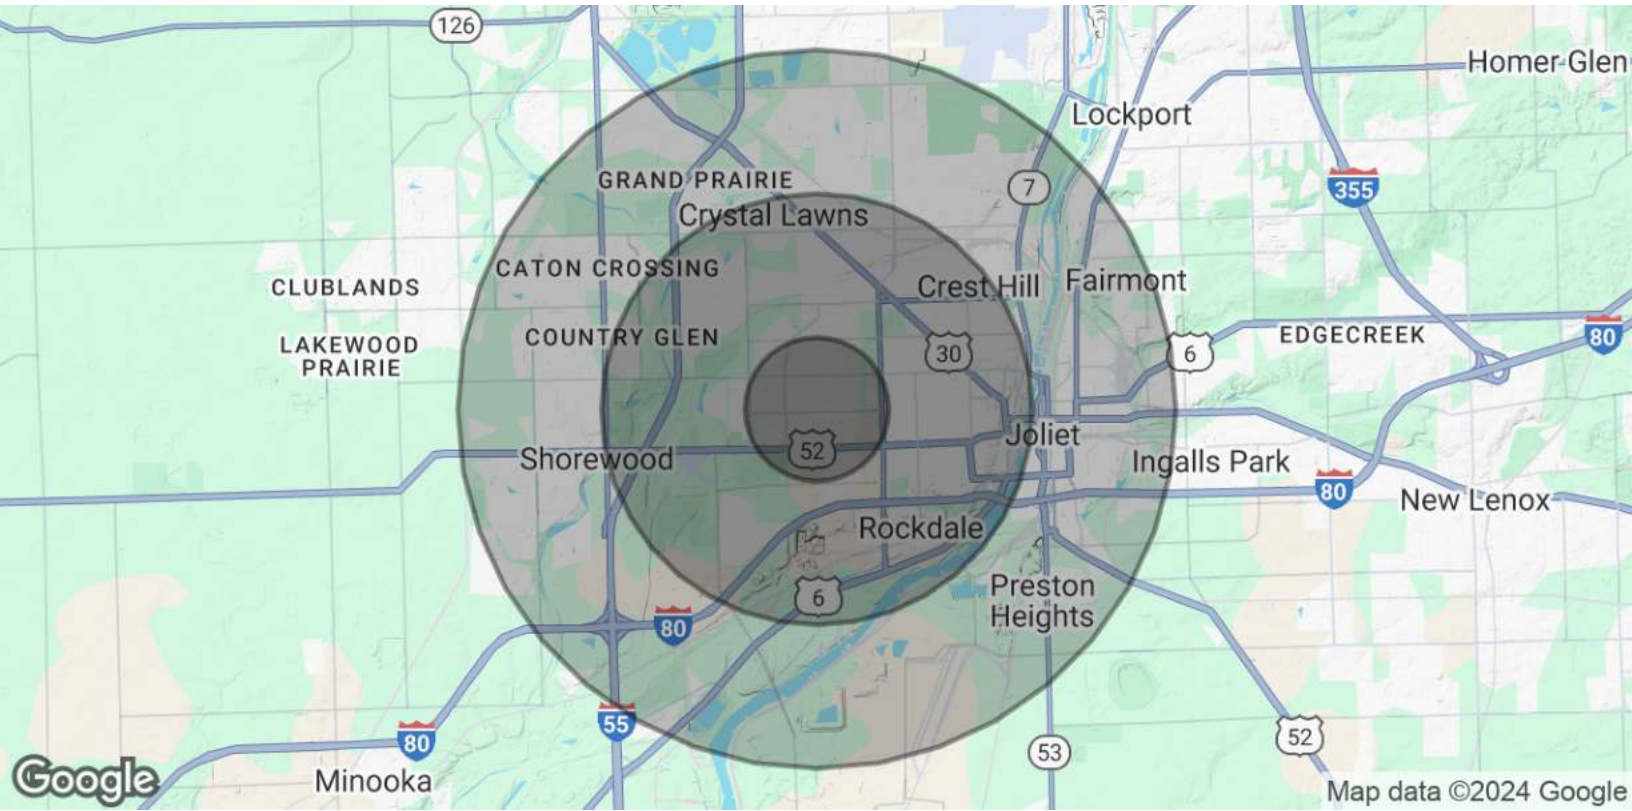 126
Homer Glen
Lockport
GRAND PRAIRIE
7
355
Crystal Lawns
CATON CROSSING
CLUBLANDS
Crest Hill
Fairmont
COUNTRY GLEN
EDGECREEK
80
LAKEWOOD
PRAIRIE
30
6
Joliet
52
Shorewood
Ingalls Park
80
New Lenox
Rockdale
Preston
Heights
6
80
55
80
53
52
Minooka
Google
Map data ©2024 Google